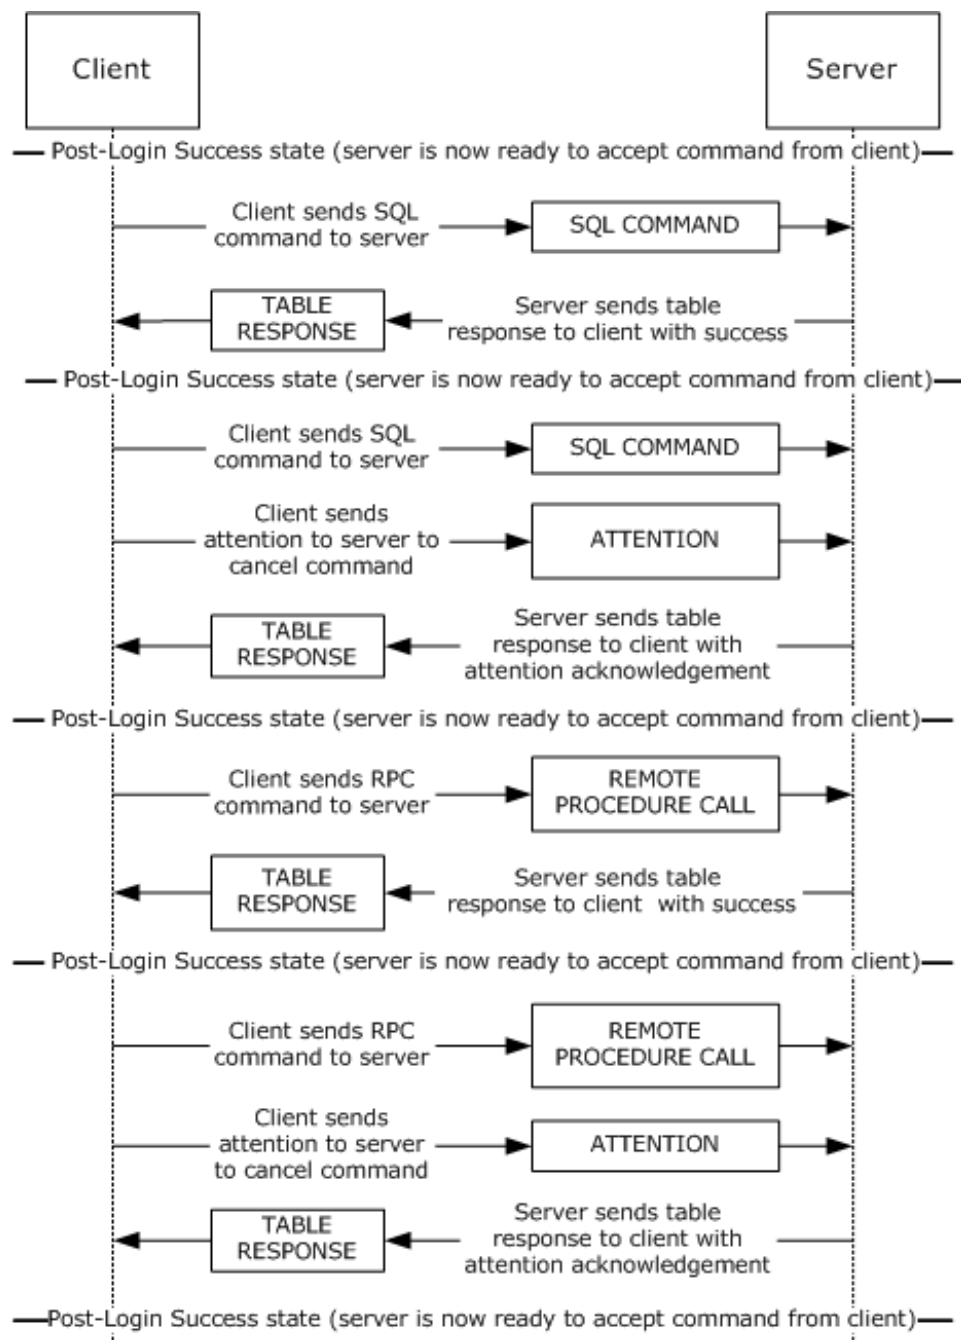 Client
Server
Post-Login Success state (server is now ready to accept command from client)
Client sends SQL
command to server
SQL COMMAND
TABLE
RESPONSE
Server sends table
response to client with success
Post-Login Success state (server is now ready to accept command from client)
Client sends SQL
command to server
SQL COMMAND
Client sends
attention to server to
cancel command
ATTENTION
TABLE
RESPONSE
Server sends table
response to client with
attention acknowledgement
Post-Login Success state (server is now ready to accept command from client)
Client sends RPC
command to server
REMOTE
PROCEDURE CALL
TABLE
RESPONSE
Server sends table
response to client with success
Post-Login Success state (server is now ready to accept command from client)
Client sends RPC
command to server
REMOTE
PROCEDURE CALL
Client sends
attention to server
to cancel command
ATTENTION
TABLE
RESPONSE
Server sends table
response to client with
attention acknowledgement
Post-Login Success state (server is now ready to accept command from client)